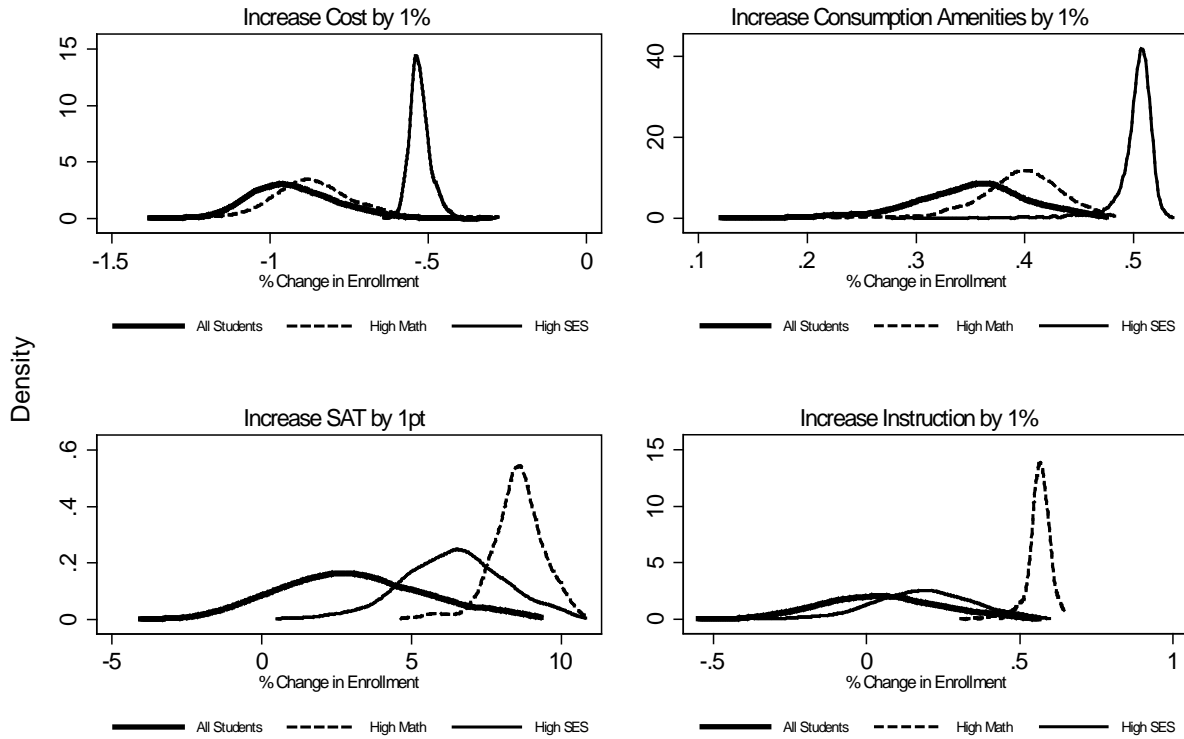 Increase Cost by 1%
15
10
5
0
-1.5
-1
-.5
0
% Change in Enrollment
All Students High Math High SES
Increase Consumption Amenities by 1%
40
20
0
.1
.2
.3
.4
.5
% Change in Enrollment
All Students High Math High SES
Density
Increase SAT by 1pt
.6
.4
.2
0
-5
0
5
10
% Change in Enrollment
All Students High Math High SES
Increase Instruction by 1%
15
10
5
0
-.5
0
.5
1
% Change in Enrollment
All Students High Math High SES